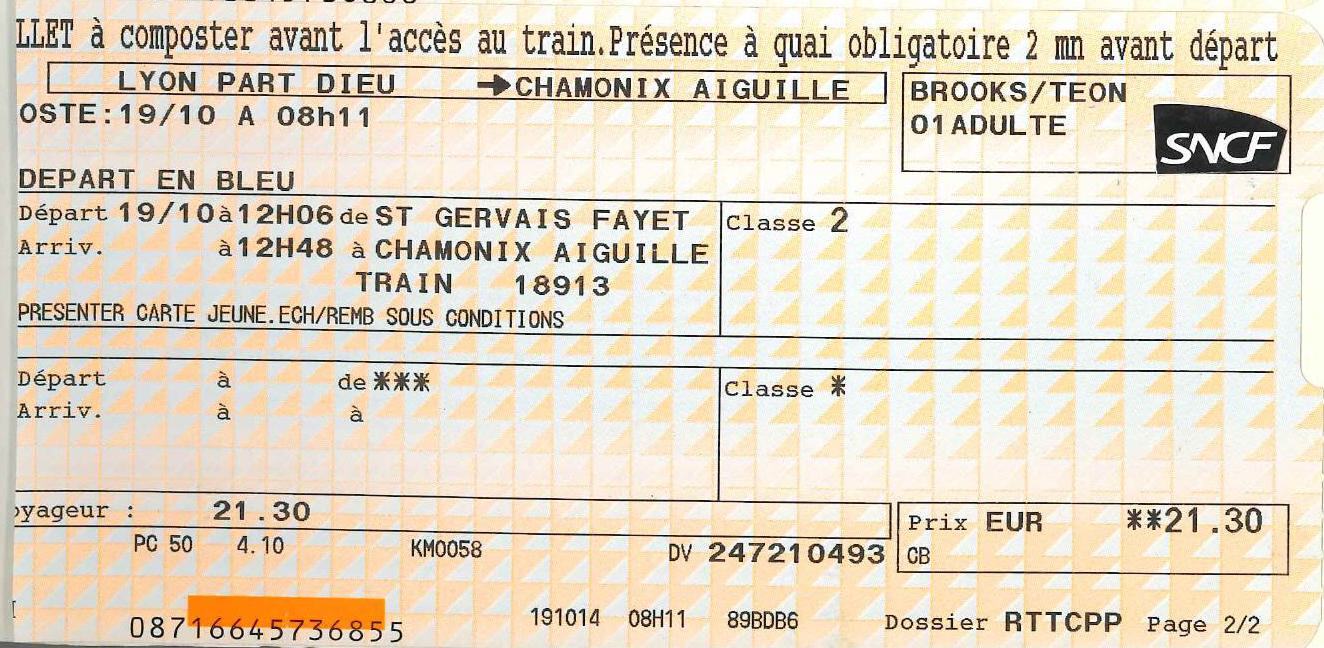 LLET à composter avant l'accès au train.Présence à quai obligatoire 2 mn avant départ
LYON PART DIEU →CHAMONIX AIGUILLE
BROOKS/TEON
01ADULTE
SNCF
OSTE:19/10 A 08h11
DEPART EN BLEU
Départ 19/10à12H06 de ST GERVAIS FAYET
Classe 2
Arriv. à12H48 à CHAMONIX AIGUILLE
TRAIN 18913
PRESENTER CARTE JEUNE.ECH/REMB SOUS CONDITIONS
Départ à de ***
Classe *
Arriv. à à
oyageur : 21.30
Prix EUR **21.30
PC 50 4.10 KM0058 DV 247210493
CB
08716645736855
191014 08H11 89BDB6 Dossier RTTCPP Page 2/2